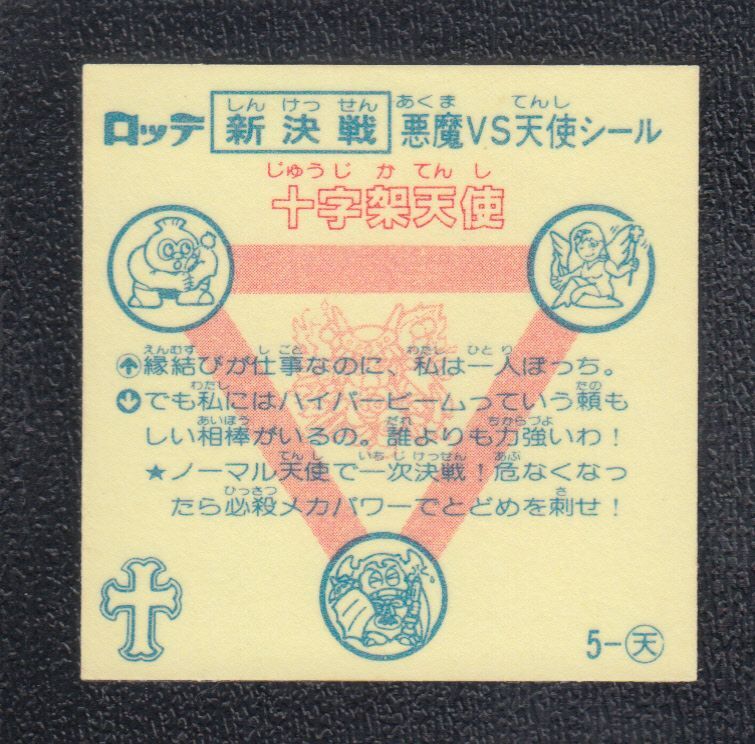 ロッテ 新決戦 悪魔VS天使シール
しんけっせん あくま てんし
じゅうじかてんし
十字架天使
えんむす しごと わたし ひとり
縁結びが仕事なのに、私は一人ぼっち。
わたし たの
でも私にはハイパービームっていう頼も
あいぼう だれ ちからづよ
しい相棒がいるの。誰よりも力強いわ!
てんし いちじけっせん あぶ
★ノーマル天使で一次決戦!危なくなっ
ひっさつ さ
たら必殺メカパワーでとどめを刺せ!
5-天